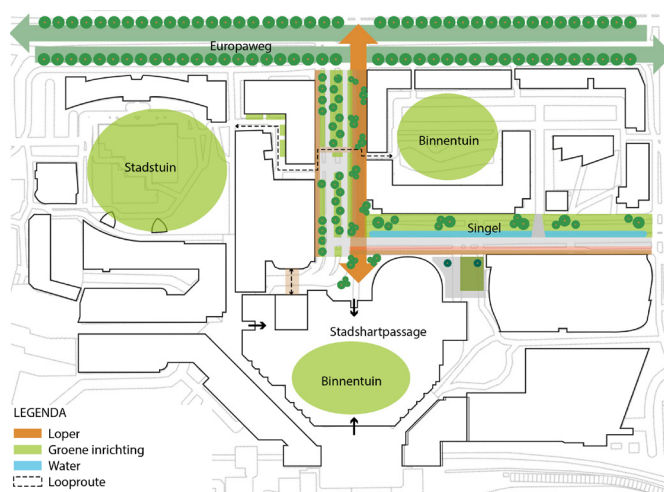 Europaweg
Stadstuin
Binnentuin
Singel
Stadshartpassage
Binnentuin
LEGENDA
Loper
Groene inrichting
Water
Looproute